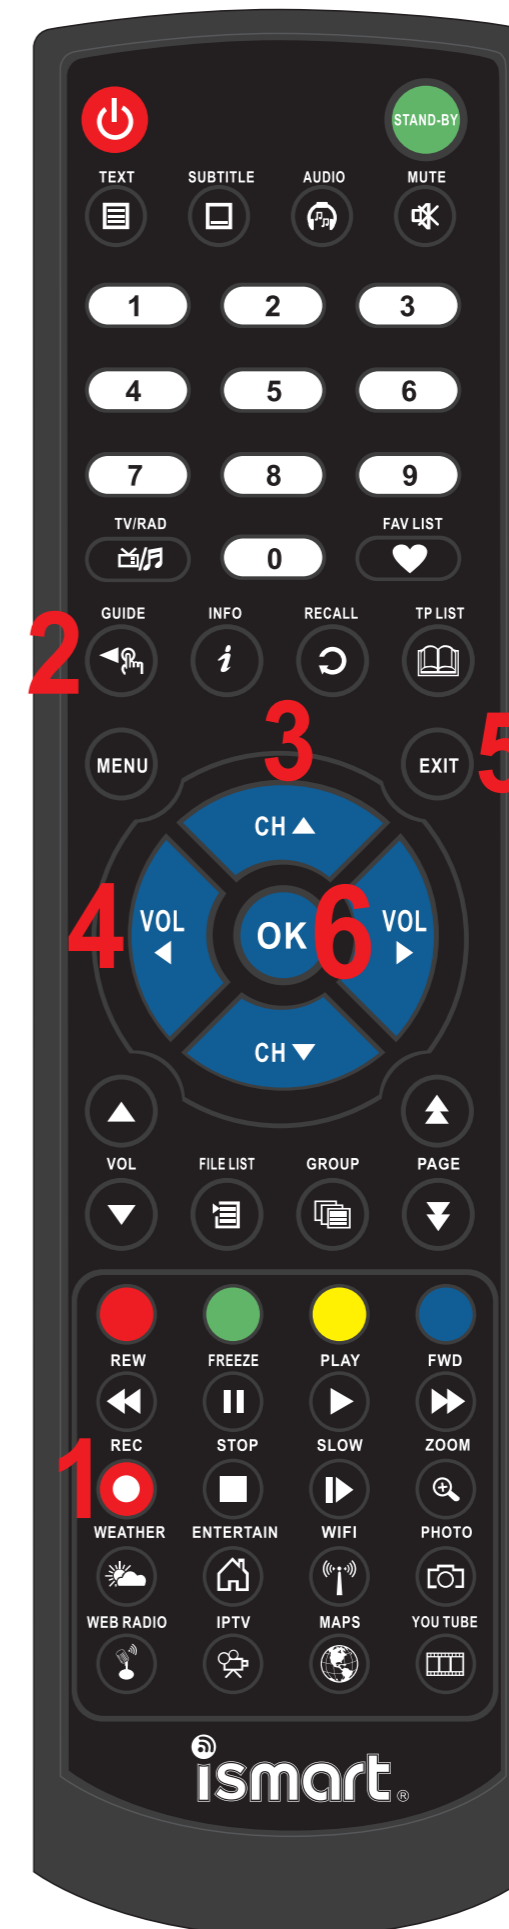 STAND-BY
TEXT SUBTITLE AUDIO MUTE
1 2 3
4 5 6
7 8 9
TV/RAD 0 FAV LIST
GUIDE INFO RECALL TP LIST
2 i
3
MENU EXIT 5
CH
4 VOL OK 6 VOL
CH
VOL FILE LIST GROUP PAGE
REW FREEZE PLAY FWD
REC STOP SLOW ZOOM
1
WEATHER ENTERTAIN WIFI PHOTO
WEB RADIO IPTV MAPS YOU TUBE
ismart ®